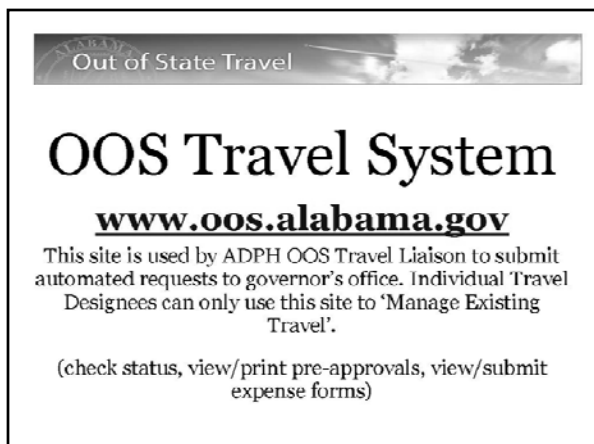 Out of State Travel
OOS Travel System
www.oos.alabama.gov
This site is used by ADPH OOS Travel Liaison to submit
automated requests to governor's office. Individual Travel
Designees can only use this site to 'Manage Existing
Travel'.
(check status, view/print pre-approvals, view/submit
expense forms)